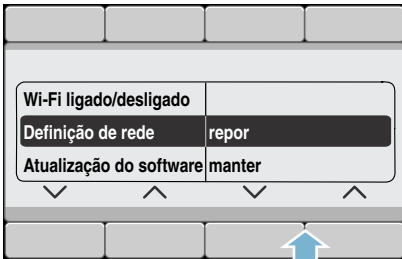 Wi-Fi ligado/desligado
Definição de rede repor
Atualização do software manter